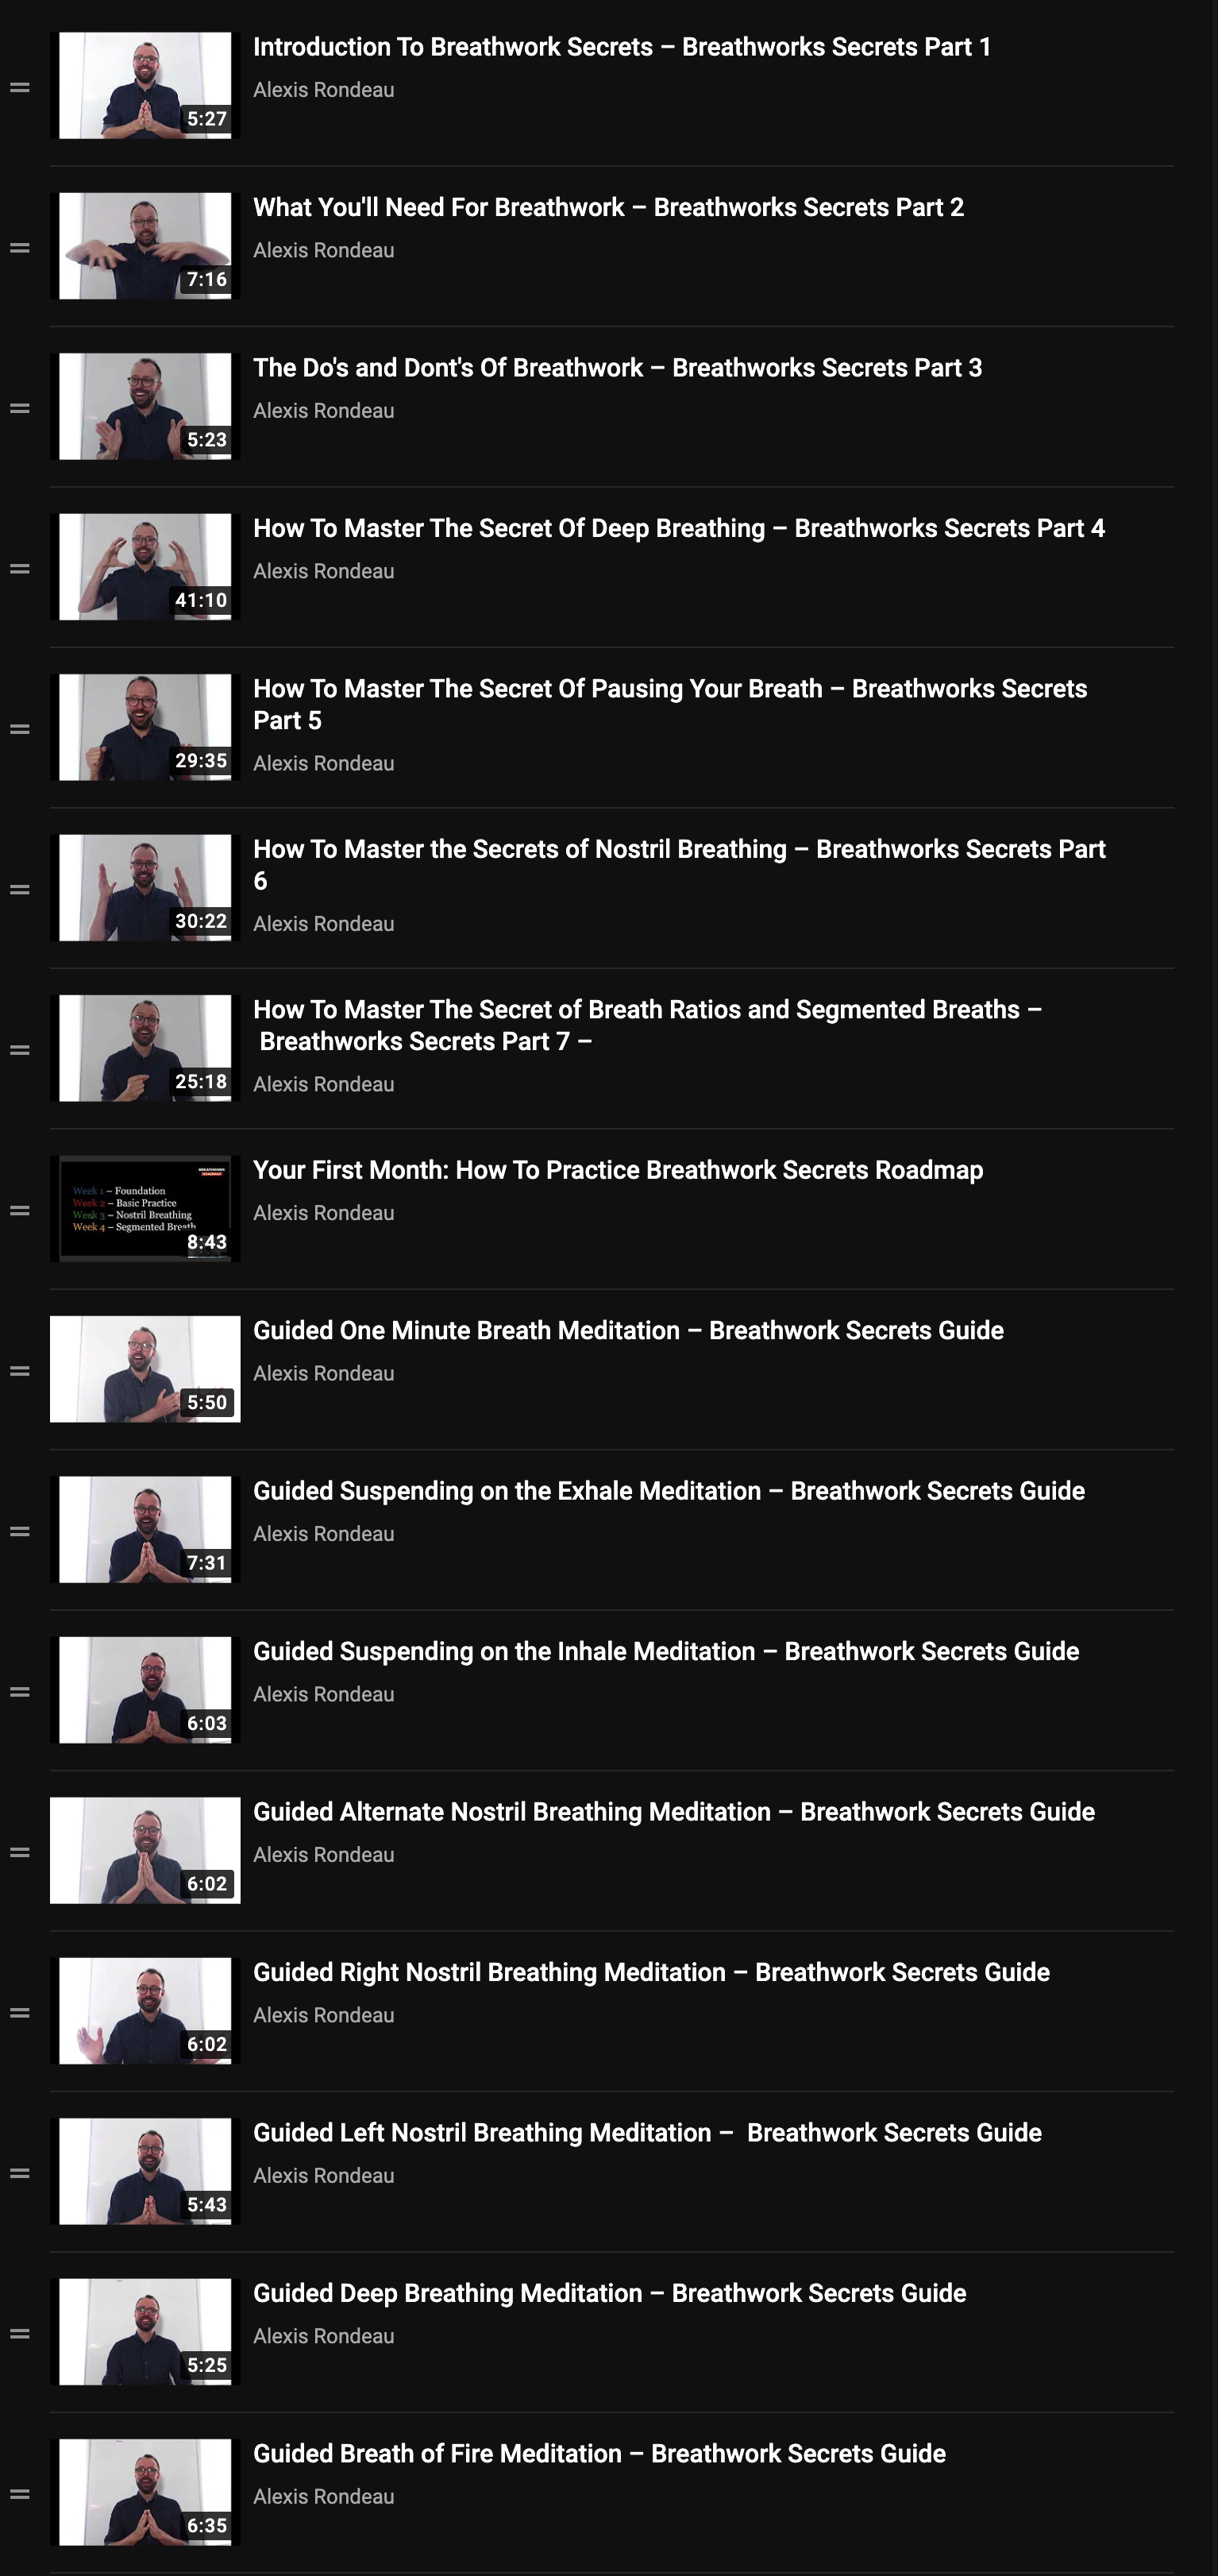 Introduction To Breathwork Secrets – Breathworks Secrets Part 1
Alexis Rondeau
5:27
What You'll Need For Breathwork – Breathworks Secrets Part 2
Alexis Rondeau
7:16
The Do's and Dont's Of Breathwork – Breathworks Secrets Part 3
Alexis Rondeau
5:23
How To Master The Secret Of Deep Breathing – Breathworks Secrets Part 4
Alexis Rondeau
41:10
How To Master The Secret Of Pausing Your Breath – Breathworks Secrets
Part 5
Alexis Rondeau
29:35
How To Master the Secrets of Nostril Breathing – Breathworks Secrets Part
6
Alexis Rondeau
30:22
How To Master The Secret of Breath Ratios and Segmented Breaths –
Breathworks Secrets Part 7 –
Alexis Rondeau
25:18
BREATHWORK
ROADMAP
Week 1 – Foundation
Week 2 – Basic Practice
Week 3 – Nostril Breathing
Week 4 – Segmented Breath
8:43
Your First Month: How To Practice Breathwork Secrets Roadmap
Alexis Rondeau
Guided One Minute Breath Meditation – Breathwork Secrets Guide
Alexis Rondeau
5:50
Guided Suspending on the Exhale Meditation – Breathwork Secrets Guide
Alexis Rondeau
7:31
Guided Suspending on the Inhale Meditation – Breathwork Secrets Guide
Alexis Rondeau
6:03
Guided Alternate Nostril Breathing Meditation – Breathwork Secrets Guide
Alexis Rondeau
6:02
Guided Right Nostril Breathing Meditation – Breathwork Secrets Guide
Alexis Rondeau
6:02
Guided Left Nostril Breathing Meditation – Breathwork Secrets Guide
Alexis Rondeau
5:43
Guided Deep Breathing Meditation – Breathwork Secrets Guide
Alexis Rondeau
5:25
Guided Breath of Fire Meditation – Breathwork Secrets Guide
Alexis Rondeau
6:35